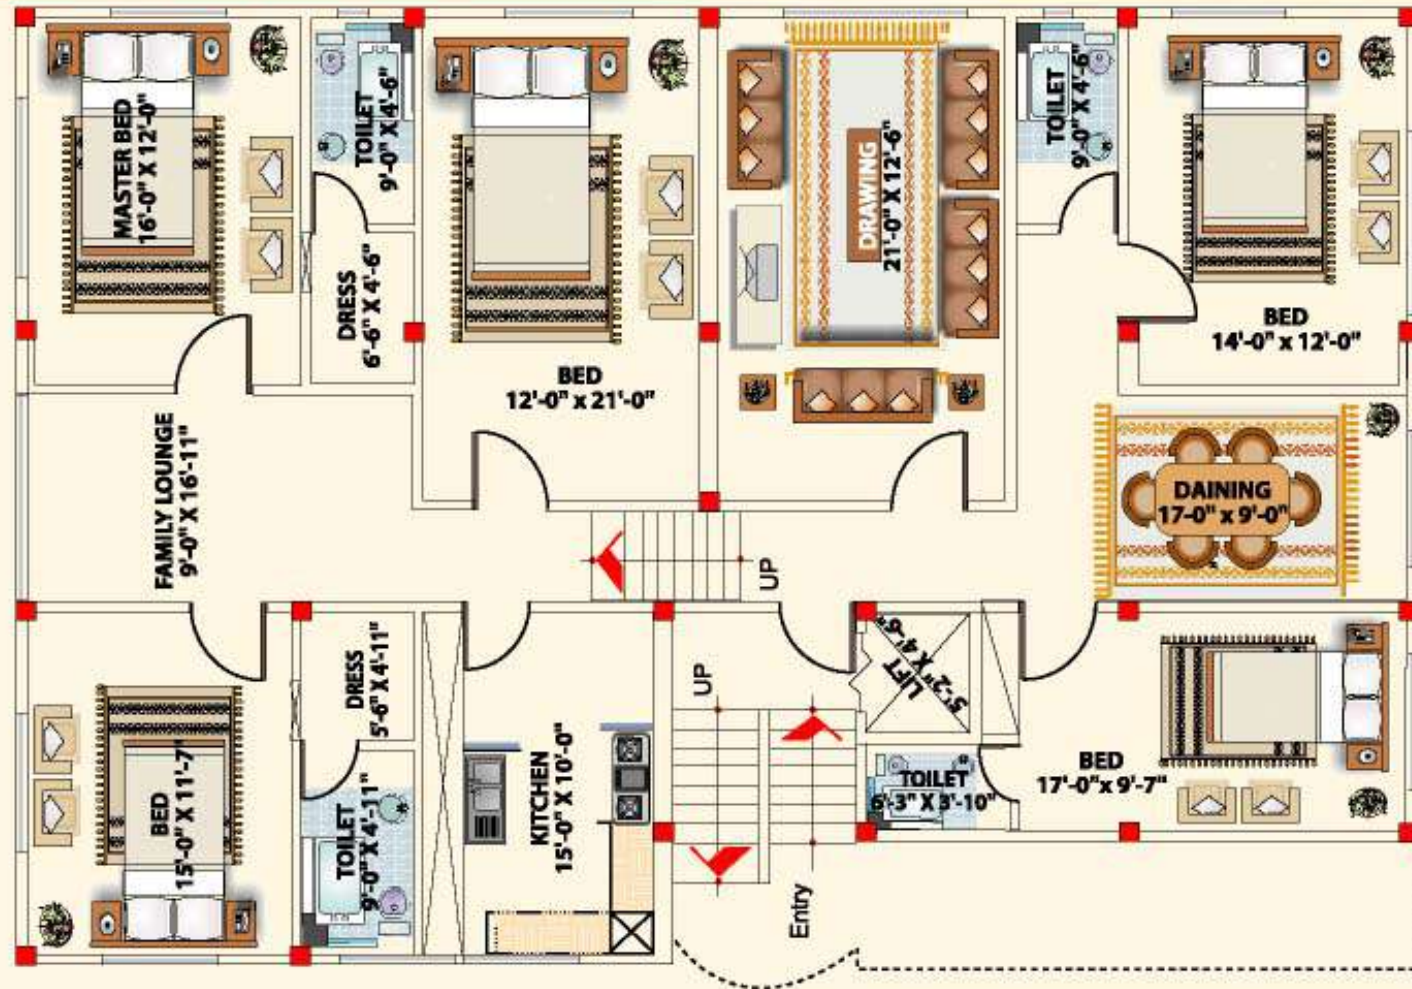 MASTER BED
16'-0" X 12'-0"
TOILET
9'-0" X 4'-6"
DRESS
6'-6" X 4'-6"
BED
12'-0" x 21'-0"
DRAWING
21'-0" X 12'-6"
TOILET
9'-0" X 4'-6"
BED
14'-0" x 12'-0"
FAMILY LOUNGE
9'-0" X 16'-11"
UP
DAINING
17-0" x 9'-0"
BED
15'-0" X 11'-7"
DRESS
5'-6" X 4'-11"
TOILET
9'-0" X 4'-11"
KITCHEN
15'-0" X 10'-0"
UP
Entry
LIFT
5'-2" X 4'-6"
TOILET
6'-3" X 3'-10"
BED
17'-0"x 9'-7"